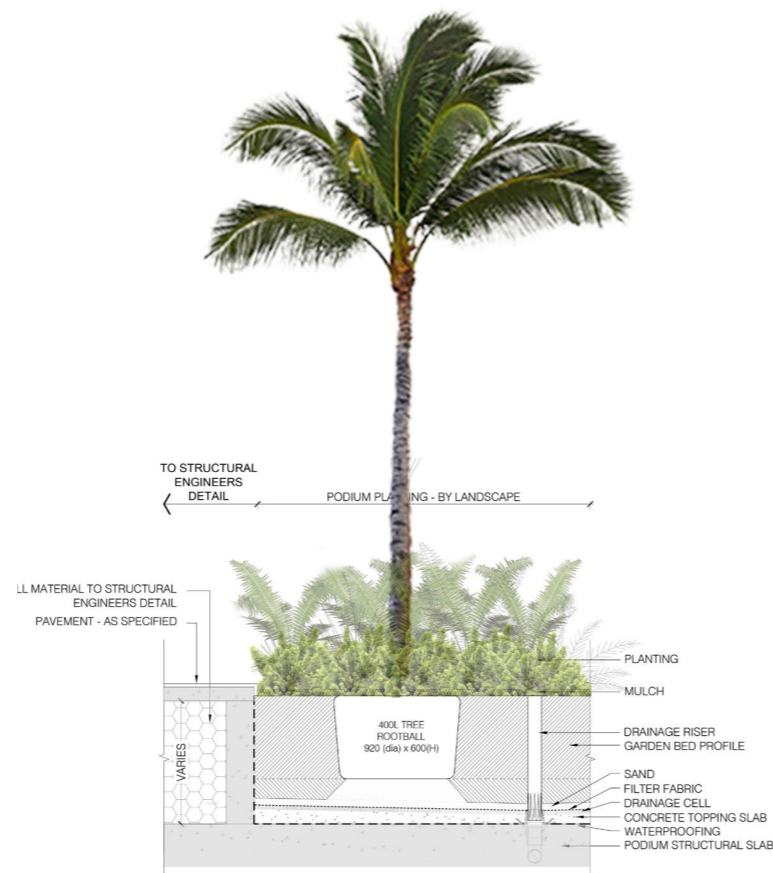 TO STRUCTURAL
ENGINEERS
DETAIL
PODIUM PLANTING - BY LANDSCAPE
LL MATERIAL TO STRUCTURAL
ENGINEERS DETAIL
PAVEMENT - AS SPECIFIED
VARIES
400L TREE
ROOTBALL
920 (dia) x 600(H)
PLANTING
MULCH
DRAINAGE RISER
GARDEN BED PROFILE
SAND
FILTER FABRIC
DRAINAGE CELL
CONCRETE TOPPING SLAB
WATERPROOFING
PODIUM STRUCTURAL SLAB